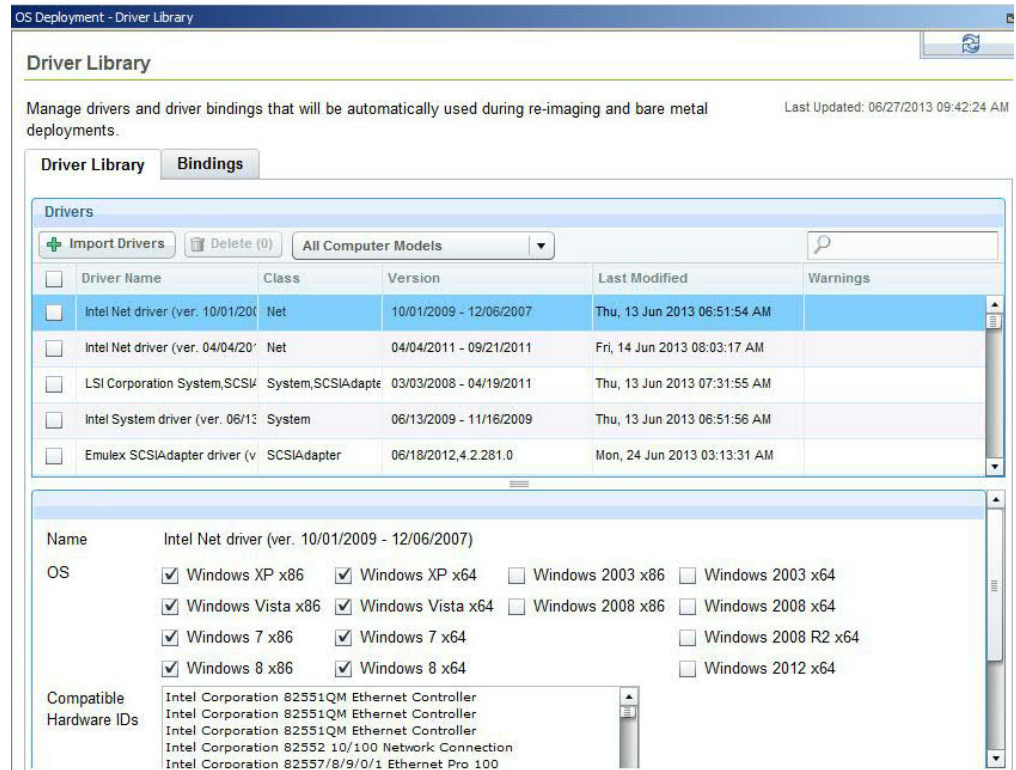 OS Deployment - Driver Library
Driver Library
Manage drivers and driver bindings that will be automatically used during re-imaging and bare metal
deployments.
Last Updated: 06/27/2013 09:42:24 AM
Driver Library Bindings
Drivers
Import Drivers Delete (0) All Computer Models
Driver Name Class Version Last Modified Warnings
Intel Net driver (ver. 10/01/200 Net 10/01/2009 - 12/06/2007 Thu, 13 Jun 2013 06:51:54 AM
Intel Net driver (ver. 04/04/201 Net 04/04/2011 - 09/21/2011 Fri, 14 Jun 2013 08:03:17 AM
LSI Corporation System,SCSIA System,SCSIAdapte 03/03/2008 - 04/19/2011 Thu, 13 Jun 2013 07:31:55 AM
Intel System driver (ver. 06/13 System 06/13/2009 - 11/16/2009 Thu, 13 Jun 2013 06:51:56 AM
Emulex SCSIAdapter driver (v SCSIAdapter 06/18/2012,4.2.281.0 Mon, 24 Jun 2013 03:13:31 AM
Name Intel Net driver (ver. 10/01/2009 - 12/06/2007)
OS Windows XP x86 Windows XP x64 Windows 2003 x86 Windows 2003 x64
Windows Vista x86 Windows Vista x64 Windows 2008 x86 Windows 2008 x64
Windows 7 x86 Windows 7 x64 Windows 2008 R2 x64
Windows 8 x86 Windows 8 x64 Windows 2012 x64
Compatible
Hardware IDs
Intel Corporation 82551QM Ethernet Controller
Intel Corporation 82551QM Ethernet Controller
Intel Corporation 82551QM Ethernet Controller
Intel Corporation 82552 10/100 Network Connection
Intel Corporation 82557/8/9/0/1 Ethernet Pro 100